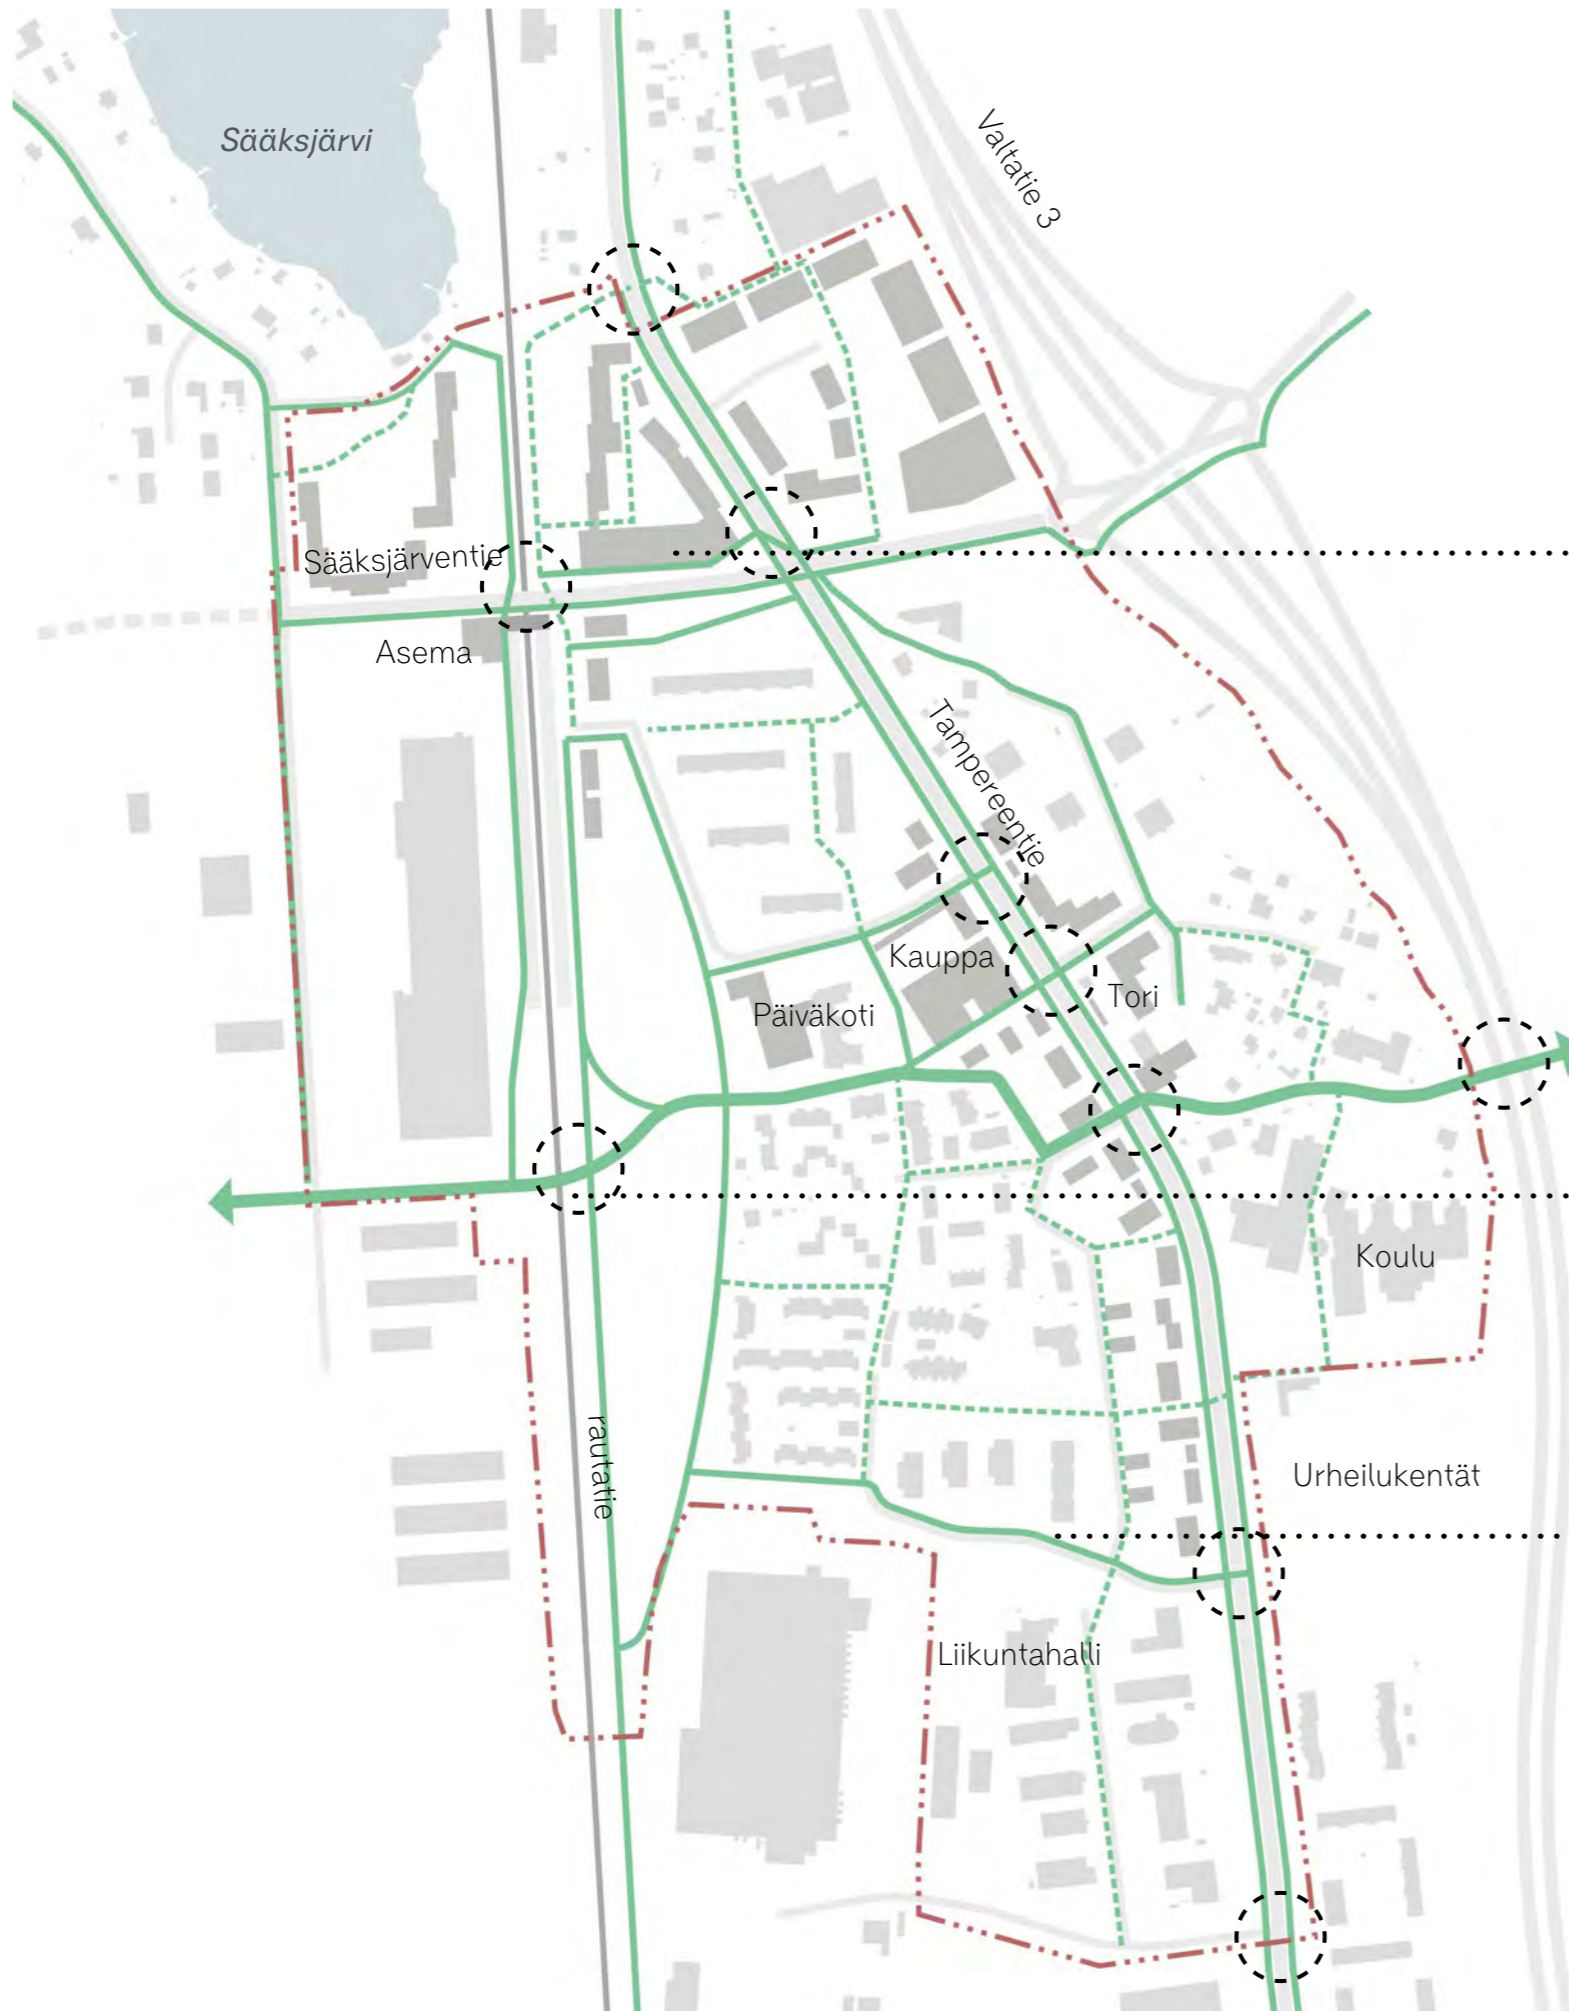 Sääksjärvi
Valtatie 3
Sääksjärventie
Asema
Tampereentie
Kauppa
Tori
Päiväkoti
Koulu
rautatie
Urheilukentät
Liikuntahalli